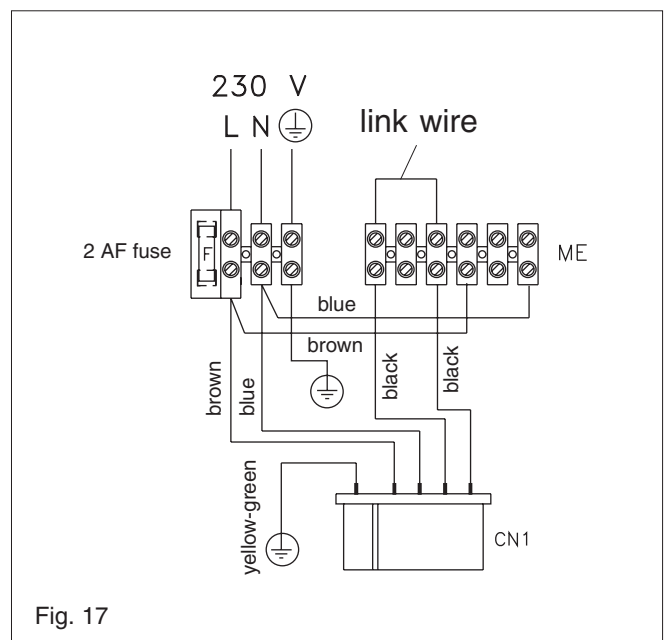 230 V
L N
link wire
2 AF fuse
F
ME
blue
brown
brown
blue
black
black
yellow-green
CN1
Fig. 17